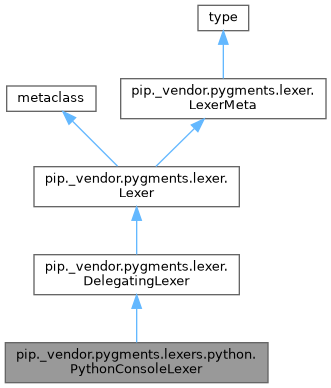 type
metaclass
pip._vendor.pygments.lexer.
LexerMeta
pip._vendor.pygments.lexer.
Lexer
pip._vendor.pygments.lexer.
DelegatingLexer
pip._vendor.pygments.lexers.python.
PythonConsoleLexer